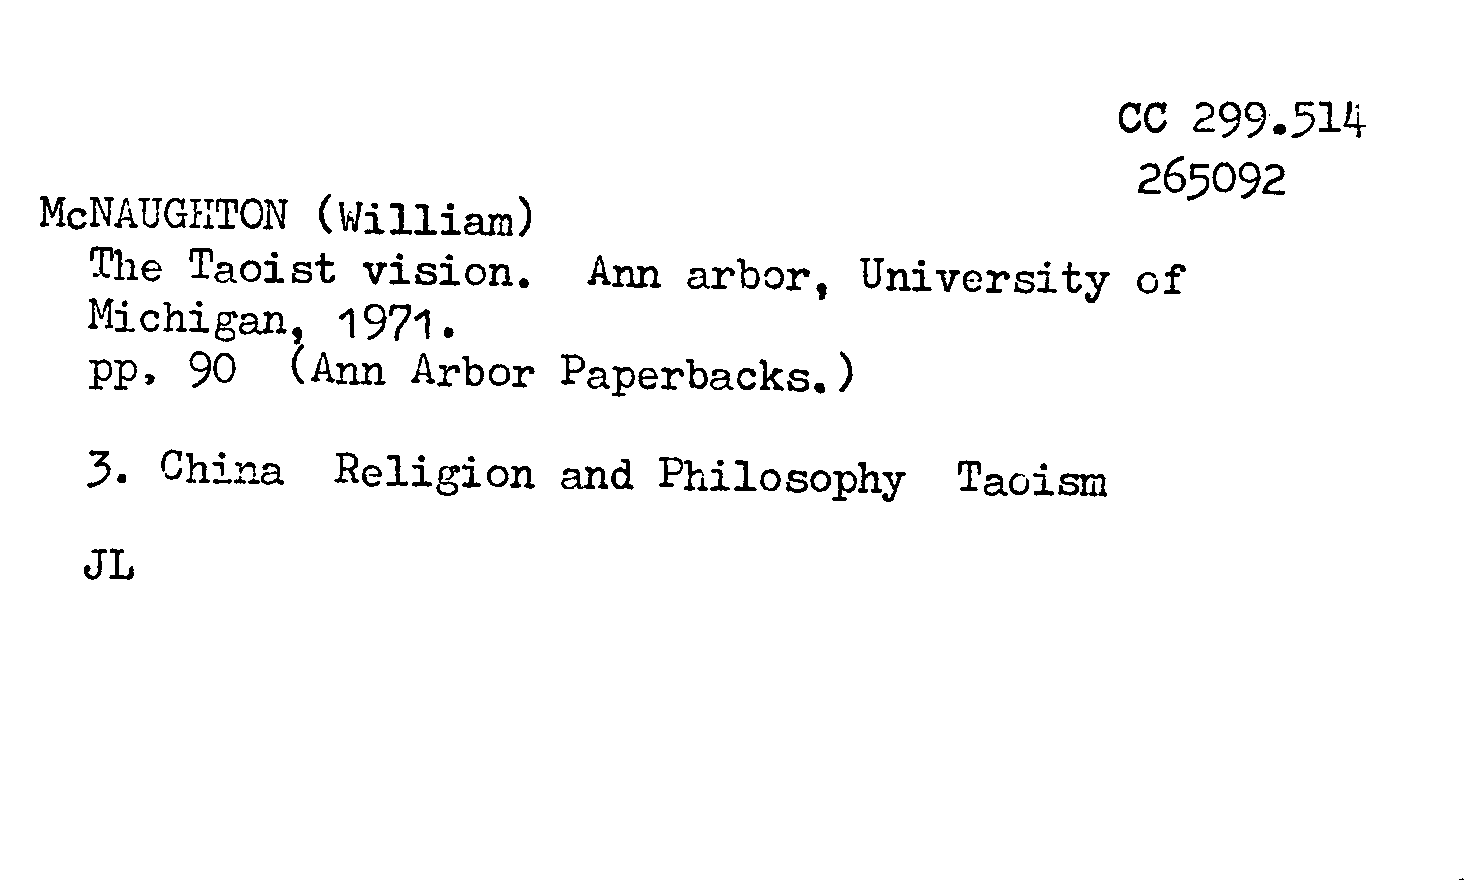 CC 299.514
265092
McNAUGHTON (William)
The Taoist vision. Ann arbor, University of
Michigan, 1971.
pp. 90 (Ann Arbor Paperbacks.)
3. China Religion and Philosophy Taoism
JL